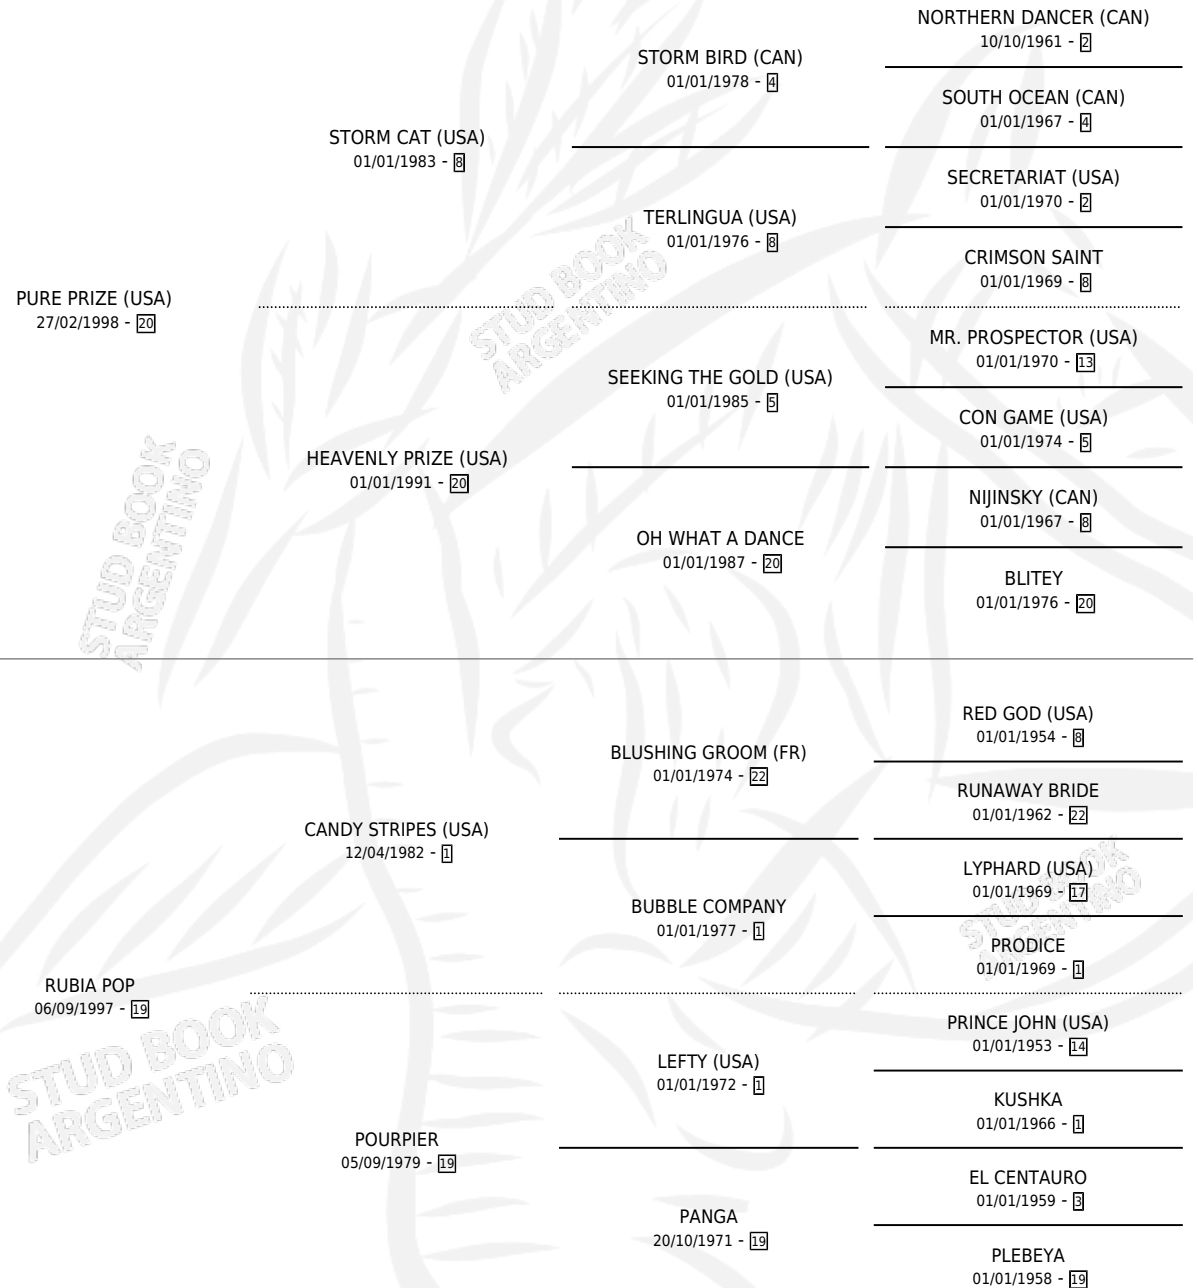 NORTHERN DANCER (CAN)
10/10/1961 - 2
STORM BIRD (CAN)
01/01/1978 - 4
SOUTH OCEAN (CAN)
01/01/1967 - 4
STORM CAT (USA)
01/01/1983 - 8
SECRETARIAT (USA)
01/01/1970 - 2
TERLINGUA (USA)
01/01/1976 - 8
CRIMSON SAINT
01/01/1969 - 8
PURE PRIZE (USA)
27/02/1998 - 20
STUD BOOK
ARGENTINO
MR. PROSPECTOR (USA)
01/01/1970 - 13
SEEKING THE GOLD (USA)
01/01/1985 - 5
CON GAME (USA)
01/01/1974 - 5
HEAVENLY PRIZE (USA)
01/01/1991 - 20
NIJINSKY (CAN)
01/01/1967 - 8
OH WHAT A DANCE
01/01/1987 - 20
BLITEY
01/01/1976 - 20
STUD BOOK
ARGENTINO
RED GOD (USA)
01/01/1954 - 8
BLUSHING GROOM (FR)
01/01/1974 - 22
RUNAWAY BRIDE
01/01/1962 - 22
CANDY STRIPES (USA)
12/04/1982 - 1
LYPHARD (USA)
01/01/1969 - 17
BUBBLE COMPANY
01/01/1977 - 1
PRODICE
01/01/1969 - 1
STUD BOOK
ARGENTINO
RUBIA POP
06/09/1997 - 19
PRINCE JOHN (USA)
01/01/1953 - 14
LEFTY (USA)
01/01/1972 - 1
KUSHKA
01/01/1966 - 1
POURPIER
05/09/1979 - 19
EL CENTAURO
01/01/1959 - 3
PANGA
20/10/1971 - 19
PLEBEYA
01/01/1958 - 19
STUD BOOK
ARGENTINO